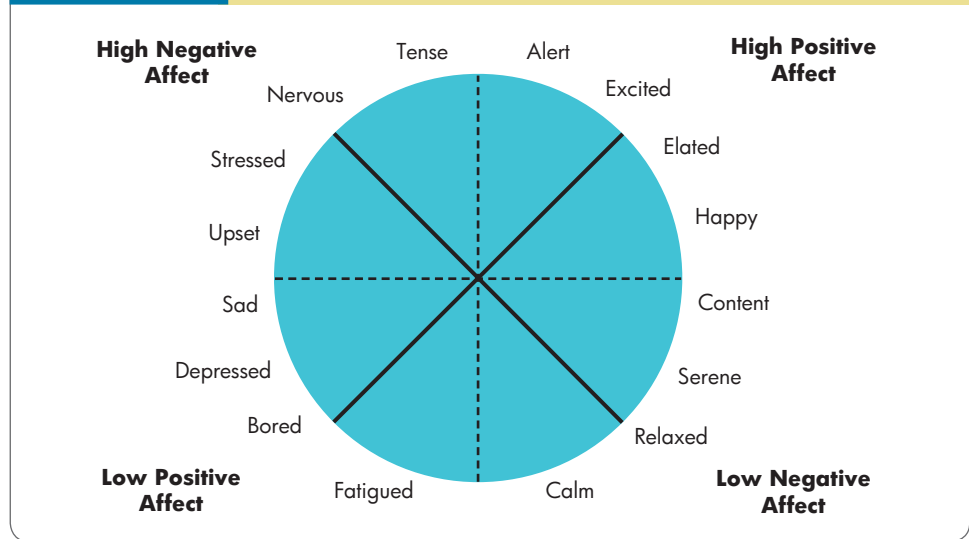 High Negative
Affect
Tense
Alert
High Positive
Affect
Nervous
Excited
Stressed
Elated
Upset
Happy
Sad
Content
Depressed
Serene
Bored
Relaxed
Low Positive
Affect
Fatigued
Calm
Low Negative
Affect